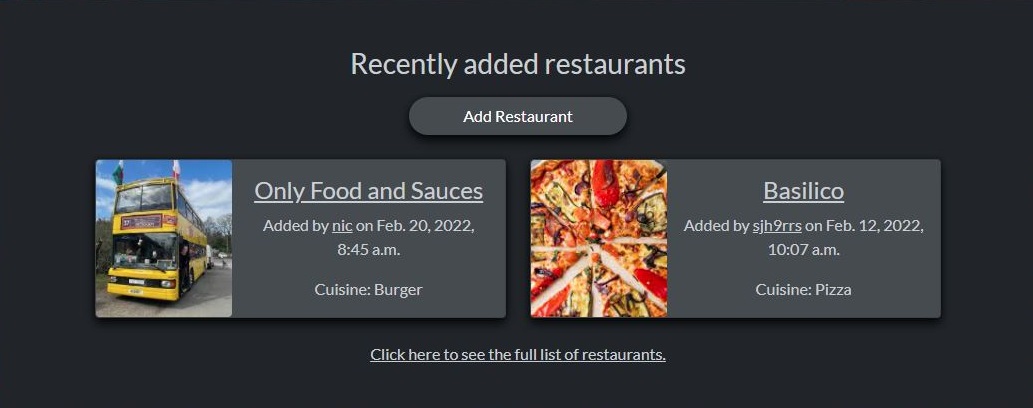 Recently added restaurants
Add Restaurant
Only Food and Sauces
Added by nic on Feb. 20, 2022,
8:45 a.m.
Cuisine: Burger
Basilico
Added by sjh9rrs on Feb. 12, 2022,
10:07 a.m.
Cuisine: Pizza
Click here to see the full list of restaurants.